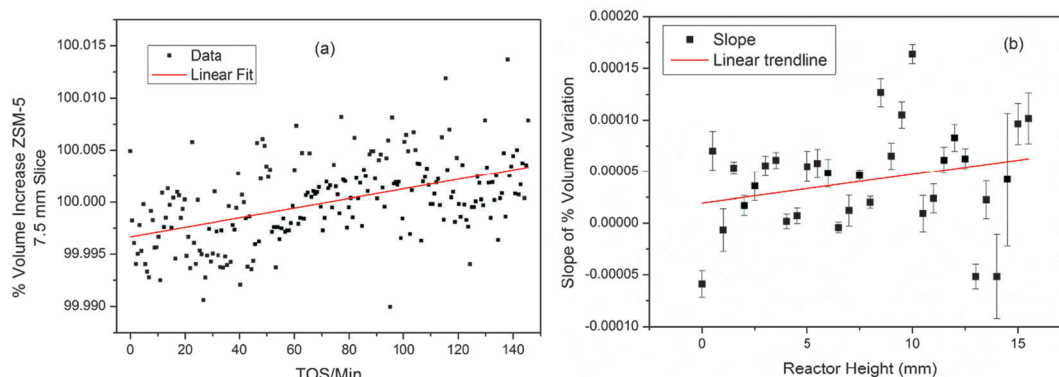 (a)
Data
Linear Fit
% Volume Increase ZSM-5
7.5 mm Slice
100.015
100.010
100.005
100.000
99.995
99.990
0 20 40 60 80 100 120 140
TOS/Min
(b)
Slope
Linear trendline
Slope of % Volume Variation
0.00020
0.00015
0.00010
0.00005
0.00000
-0.00005
-0.00010
0 5 10 15
Reactor Height (mm)